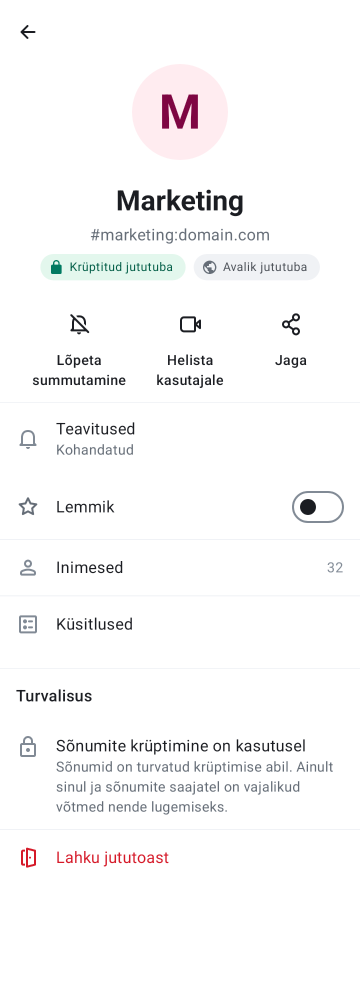 M
Marketing
#marketing:domain.com
Krüptitud jututuba
Avalik jututuba
Lõpeta
summutamine
Helista
kasutajale
Jaga
Teavitused
Kohandatud
Lemmik
Inimesed 32
Küsitlused
Turvalisus
Sõnumite krüptimine on kasutusel
Sõnumid on turvatud krüptimise abil. Ainult
sinul ja sõnumite saajatel on vajalikud
võtmed nende lugemiseks.
Lahku jututoast